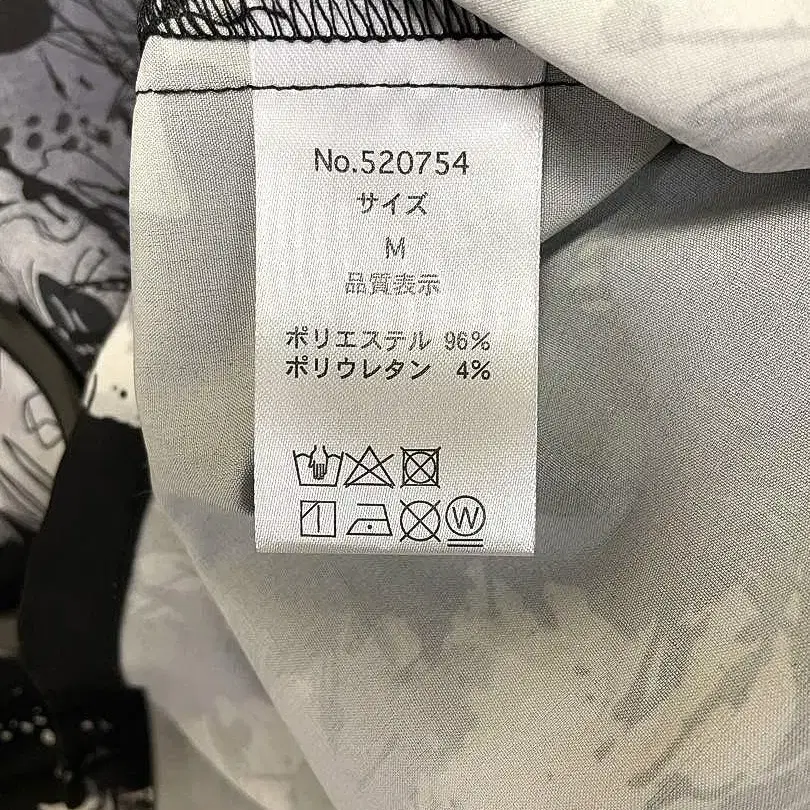 No.520754
サイズ
M
品質表示
ポリエステル 96%
ポリウレタン 4%
W